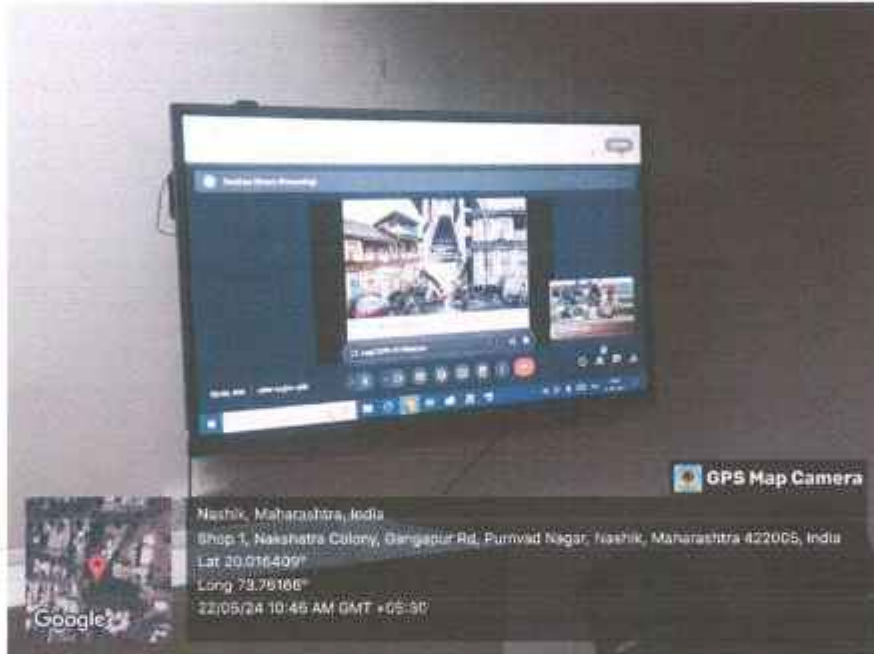 GPS Map Camera
Nashik, Maharashtra, India
Shop 1, Nakshatra Colony, Gangapur Rd, Purnvad Nagar, Nashik, Maharashtra 422005, India
Lat 20.016409°
Long 73.76166°
22/05/24 10:46 AM GMT +05:30
Google